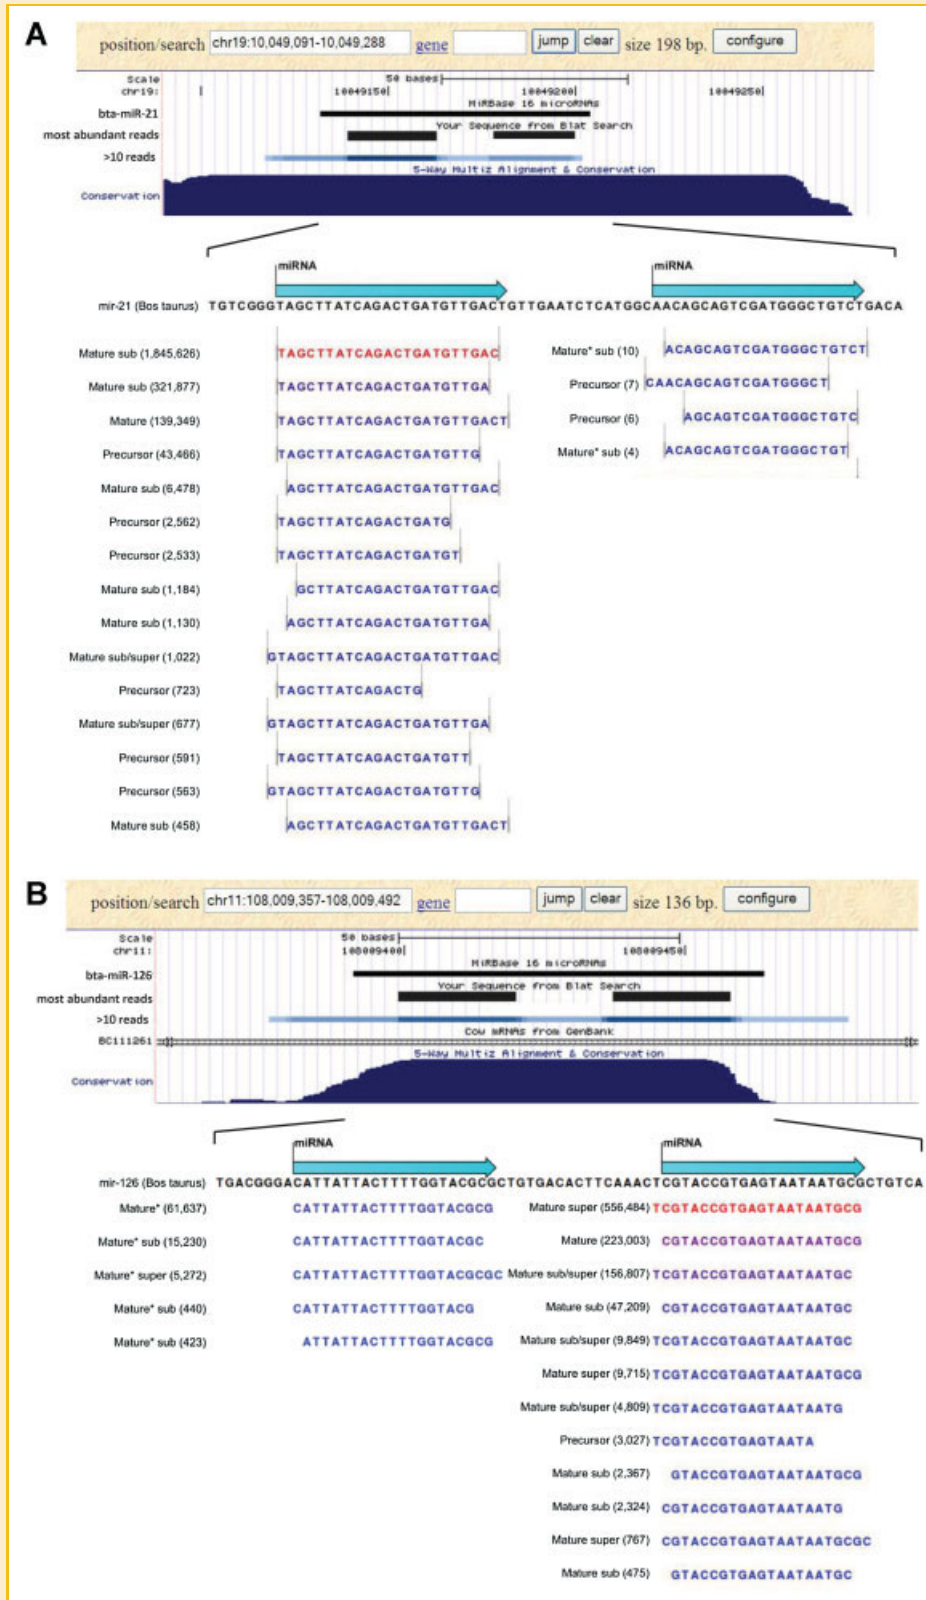 A
position/search chr19:10,049,091-10,049,288 gene jump clear size 198 bp. configure
Scale 50 bases
chr19: 10049150 10049200 10049250
MiRBase 16 microRNAs
bta-miR-21
Your Sequence from Blat Search
most abundant reads
>10 reads
5-Way Multiz Alignment & Conservation
Conservation
miRNA miRNA
mir-21 (Bos taurus) TGTCGGGTAGCTTATCAGACTGATGTTGACTGTTGAATCTCATGGCAACAGCAGTCGATGGGCTGTCTGACA
Mature sub (1,845,626) TAGCTTATCAGACTGATGTTGAC Mature* sub (10) ACAGCAGTCGATGGGCTGTCT
Mature sub (321,877) TAGCTTATCAGACTGATGTTGA Precursor (7) CAACAGCAGTCGATGGGCT
Mature (139,349) TAGCTTATCAGACTGATGTTGACT Precursor (6) AGCAGTCGATGGGCTGTC
Precursor (43,466) TAGCTTATCAGACTGATGTTG Mature* sub (4) ACAGCAGTCGATGGGCTGT
Mature sub (6,478) AGCTTATCAGACTGATGTTGAC
Precursor (2,562) TAGCTTATCAGACTGATG
Precursor (2,533) TAGCTTATCAGACTGATGT
Mature sub (1,184) GCTTATCAGACTGATGTTGAC
Mature sub (1,130) AGCTTATCAGACTGATGTTGA
Mature sub/super (1,022) GTAGCTTATCAGACTGATGTTGAC
Precursor (723) TAGCTTATCAGACTG
Mature sub/super (677) GTAGCTTATCAGACTGATGTTGA
Precursor (591) TAGCTTATCAGACTGATGTT
Precursor (563) GTAGCTTATCAGACTGATGTTG
Mature sub (458) AGCTTATCAGACTGATGTTGACT
B
position/search chr11:108,009,357-108,009,492 gene jump clear size 136 bp. configure
Scale 50 bases
chr11: 108009400 108009450
MiRBase 16 microRNAs
bta-miR-126
Your Sequence from Blat Search
most abundant reads
>10 reads
Cow mRNAs from GenBank
BC111261
5-Way Multiz Alignment & Conservation
Conservation
miRNA miRNA
mir-126 (Bos taurus) TGACGGGACATTATTACTTTTGGTACGCGCTGTGACACTTCAAACTCGTACCGTGAGTAATAATGCGCTGTCA
Mature* (61,637) CATTATTACTTTTGGTACGCG Mature super (556,484) TCGTACCGTGAGTAATAATGCG
Mature* sub (15,230) CATTATTACTTTTGGTACGC Mature (223,003) CGTACCGTGAGTAATAATGCG
Mature* super (5,272) CATTATTACTTTTGGTACGCGC Mature sub/super (156,807) TCGTACCGTGAGTAATAATGC
Mature* sub (440) CATTATTACTTTTGGTACG Mature sub (47,209) CGTACCGTGAGTAATAATGC
Mature* sub (423) ATTATTACTTTTGGTACGCG Mature sub/super (9,849) TCGTACCGTGAGTAATAATGC
Mature super (9,715) TCGTACCGTGAGTAATAATGCG
Mature sub/super (4,809) TCGTACCGTGAGTAATAATG
Precursor (3,027) TCGTACCGTGAGTAATA
Mature sub (2,367) GTACCGTGAGTAATAATGCG
Mature sub (2,324) CGTACCGTGAGTAATAATG
Mature super (767) CGTACCGTGAGTAATAATGCGC
Mature sub (475) GTACCGTGAGTAATAATGC